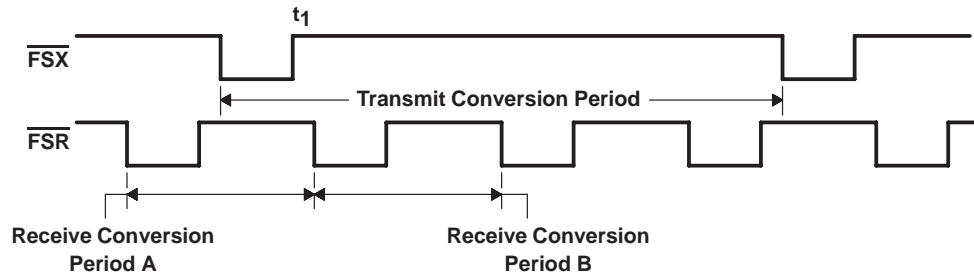 t1
FSX
Transmit Conversion Period
FSR
Receive Conversion
Period A
Receive Conversion
Period B